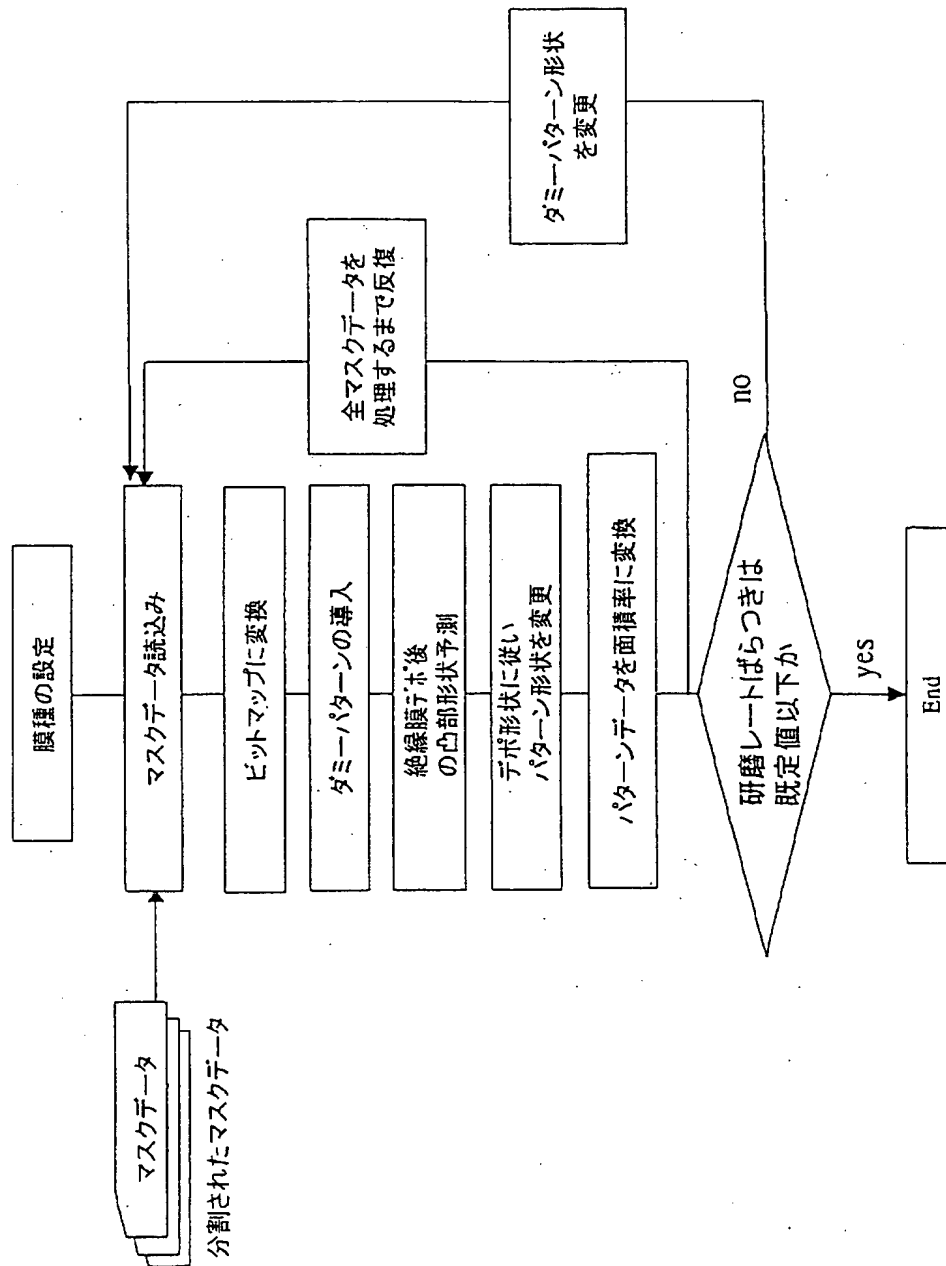 膜種の設定
マスクデータ
分割されたマスクデータ
マスクデータ読込み
ビットマップに変換
ダミーパターンの導入
絶縁膜デポ後
の凸部形状予測
デポ形状に従い
パターン形状を変更
パターンデータを面積率に変換
全マスクデータを
処理するまで反復
ダミーパターン形状
を変更
研磨レートばらつきは
既定値以下か
no
yes
End